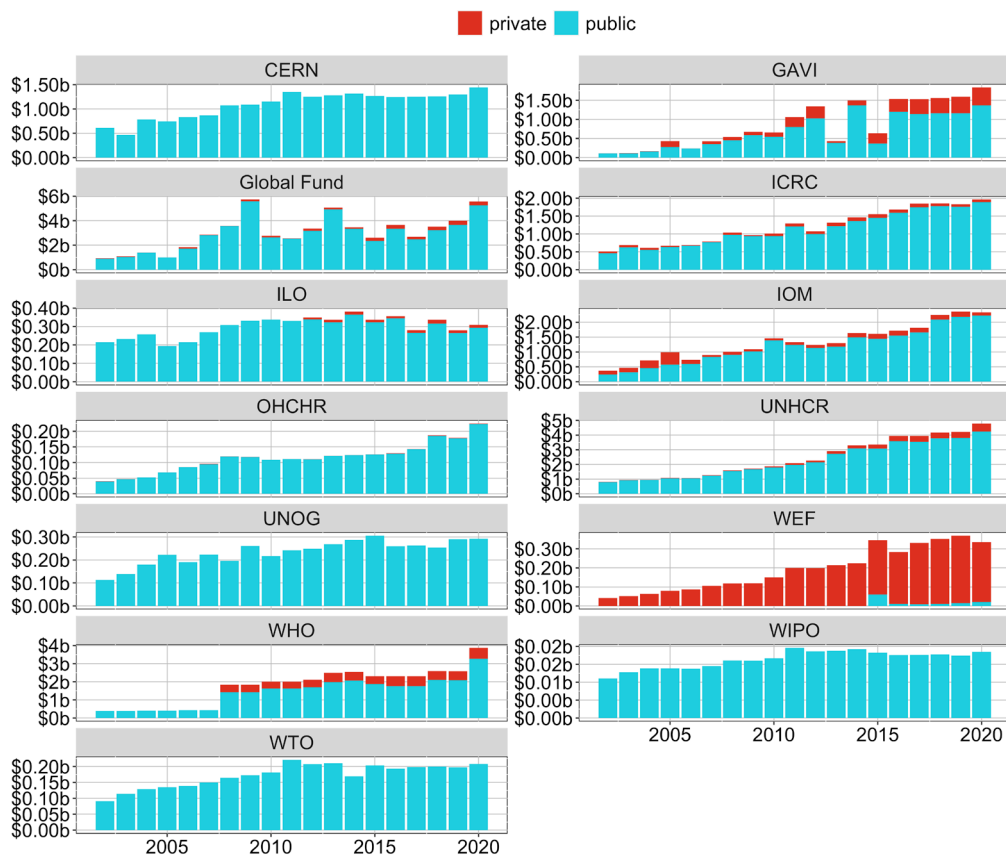 private public
CERN
$1.50b
$1.00b
$0.50b
$0.00b
GAVI
$1.50b
$1.00b
$0.50b
$0.00b
Global Fund
$6b
$4b
$2b
$0b
ICRC
$2.00b
$1.50b
$1.00b
$0.50b
$0.00b
ILO
$0.40b
$0.30b
$0.20b
$0.10b
$0.00b
IOM
$2.00b
$1.50b
$1.00b
$0.50b
$0.00b
OHCHR
$0.20b
$0.15b
$0.10b
$0.05b
$0.00b
UNHCR
$5b
$4b
$3b
$2b
$1b
$0b
UNOG
$0.30b
$0.20b
$0.10b
$0.00b
WEF
$0.30b
$0.20b
$0.10b
$0.00b
WHO
$4b
$3b
$2b
$1b
$0b
WIPO
$0.02b
$0.02b
$0.01b
$0.00b
$0.00b
2005 2010 2015 2020
WTO
$0.20b
$0.15b
$0.10b
$0.05b
$0.00b
2005 2010 2015 2020